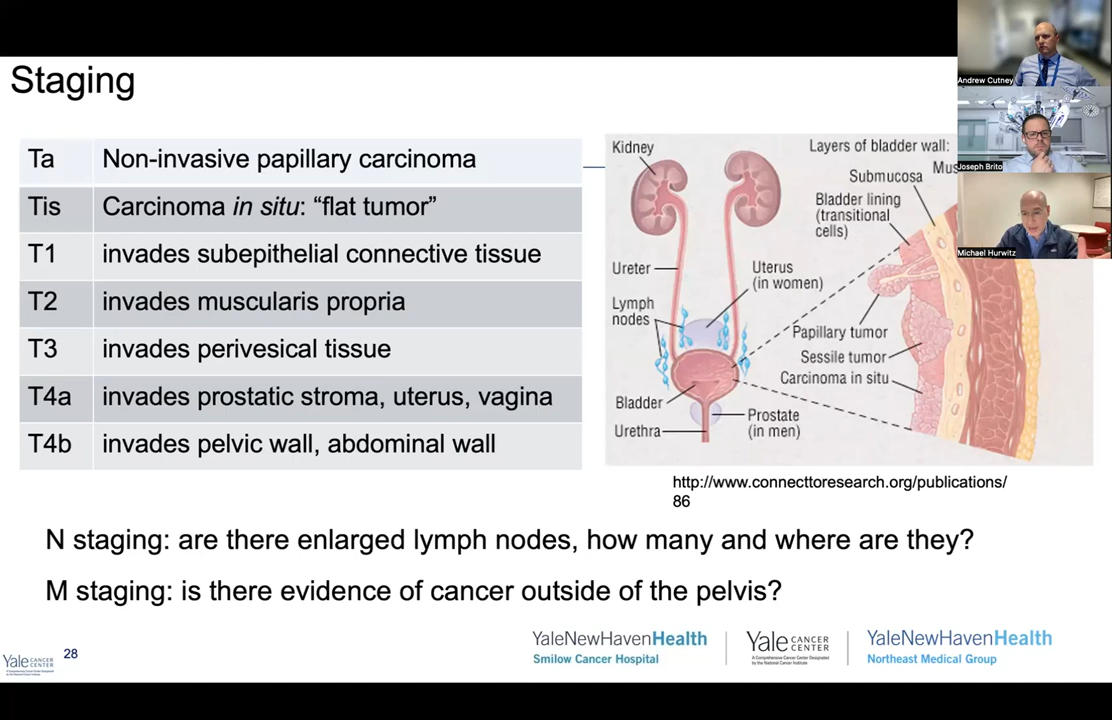 Staging
Ta Non-invasive papillary carcinoma
Tis Carcinoma in situ: “flat tumor”
T1 invades subepithelial connective tissue
T2 invades muscularis propria
T3 invades perivesical tissue
T4a invades prostatic stroma, uterus, vagina
T4b invades pelvic wall, abdominal wall
Kidney
Ureter
Lymph
nodes
Bladder
Urethra
Uterus
(in women)
Prostate
(in men)
Layers of bladder wall:
Mus
Submucosa
Bladder lining
(transitional
cells)
Papillary tumor
Sessile tumor
Carcinoma in situ
http://www.connecttoresearch.org/publications/
86
N staging: are there enlarged lymph nodes, how many and where are they?
M staging: is there evidence of cancer outside of the pelvis?
Andrew Cutney
Joseph Brito
Michael Hurwitz
YaleNewHavenHealth
Smilow Cancer Hospital
Yale CANCER
CENTER
A Comprehensive Cancer Center Designated
by the National Cancer Institute
YaleNewHavenHealth
Northeast Medical Group
Yale CANCER
CENTER
28